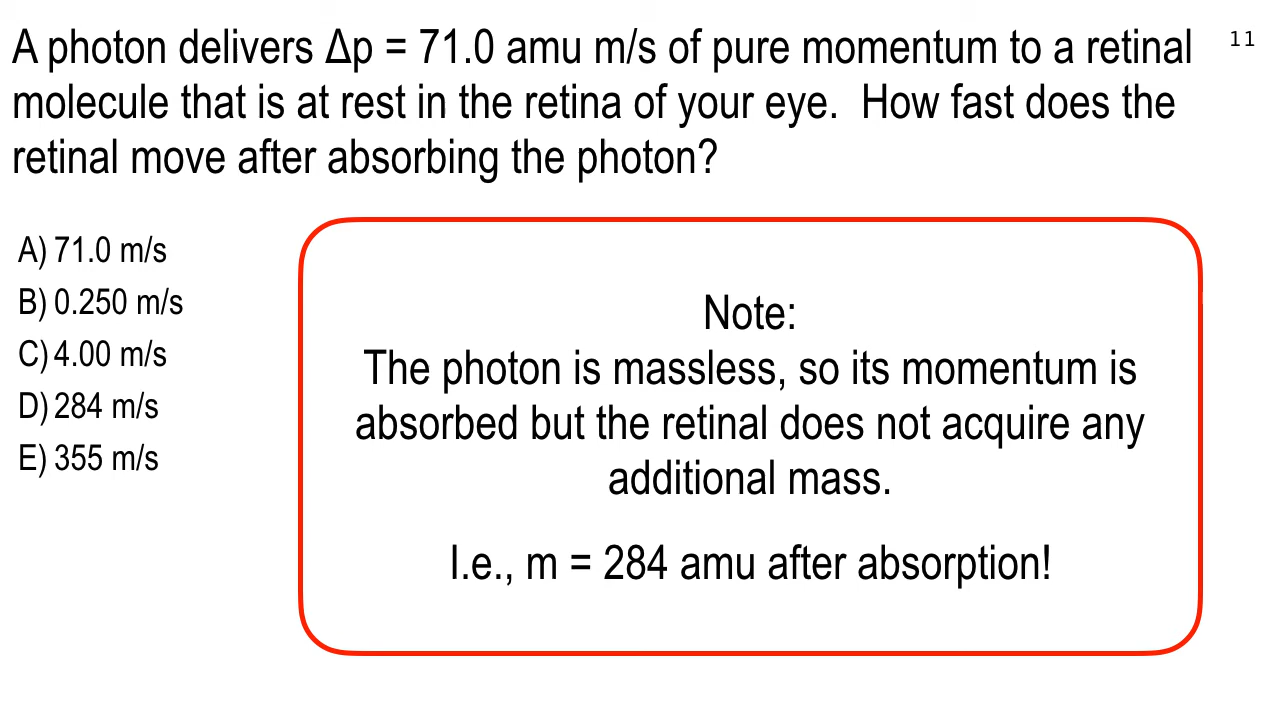 A photon delivers Δp = 71.0 amu m/s of pure momentum to a retinal
11
molecule that is at rest in the retina of your eye.  How fast does the
retinal move after absorbing the photon?
A) 71.0 m/s
B) 0.250 m/s
C) 4.00 m/s
D) 284 m/s
E) 355 m/s
Note:
The photon is massless, so its momentum is
absorbed but the retinal does not acquire any
additional mass.
I.e., m = 284 amu after absorption!